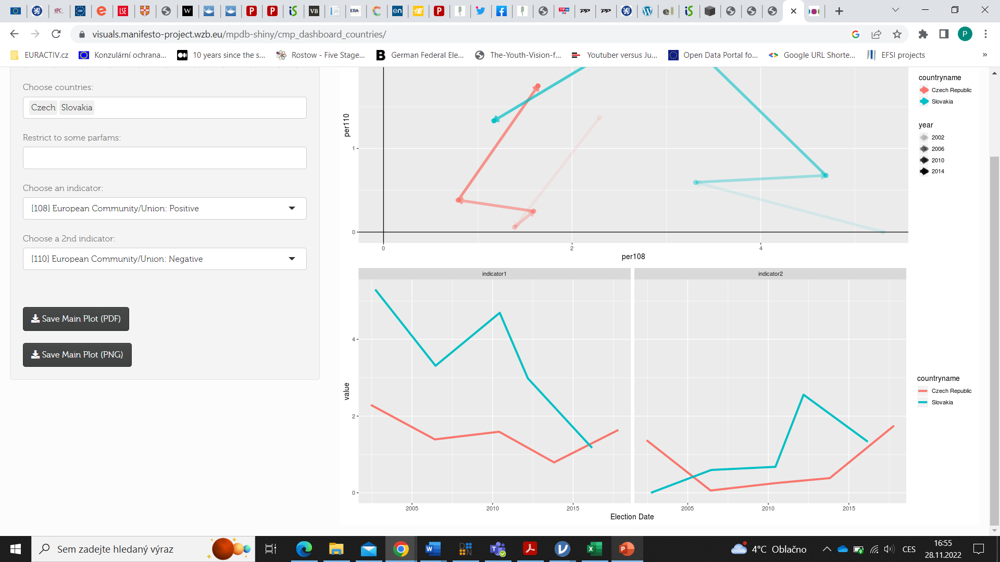 visuals.manifesto-project.wzb.eu/mpdb-shiny/cmp_dashboard_countries/
P
EURACTIV.cz
Konzulární ochrana...
10 years since the s...
Rostow - Five Stage...
German Federal Ele...
The-Youth-Vision-f...
Youtuber versus Ju...
Open Data Portal fo...
Google URL Shorte...
EFSI projects
»
Choose countries:
Czech Slovakia
Restrict to some parfams:
Choose an indicator:
[108] European Community/Union: Positive
Choose a 2nd indicator:
[110] European Community/Union: Negative
Save Main Plot (PDF)
Save Main Plot (PNG)
per110
1
0
0 2 4
per108
countryname
Czech Republic
Slovakia
year
2002
2006
2010
2014
indicator1
indicator2
value
4
2
0
2005 2010 2015
2005 2010 2015
Election Date
countryname
Czech Republic
Slovakia
Sem zadejte hledaný výraz
4°C Oblačno
CES
16:55
28.11.2022